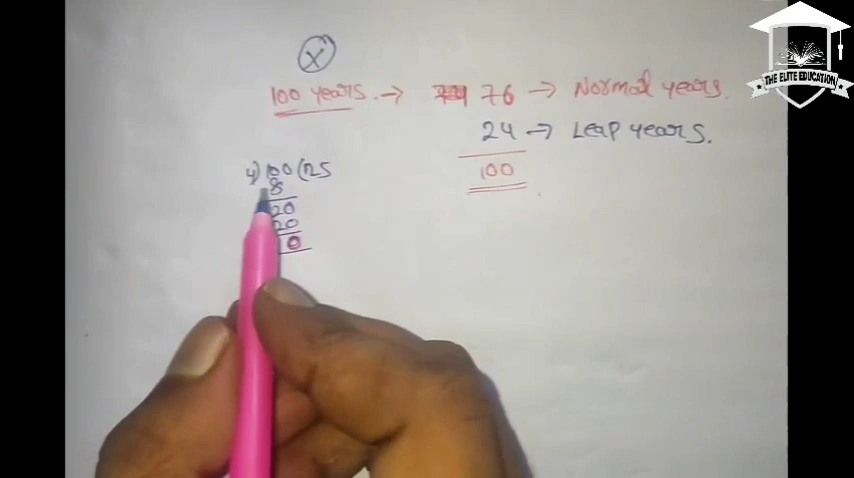 X
100 years. → 76 → Normal years.
24 → Leap years.
100
4) 100 (25
8
20
20
0
THE ELITE EDUCATION